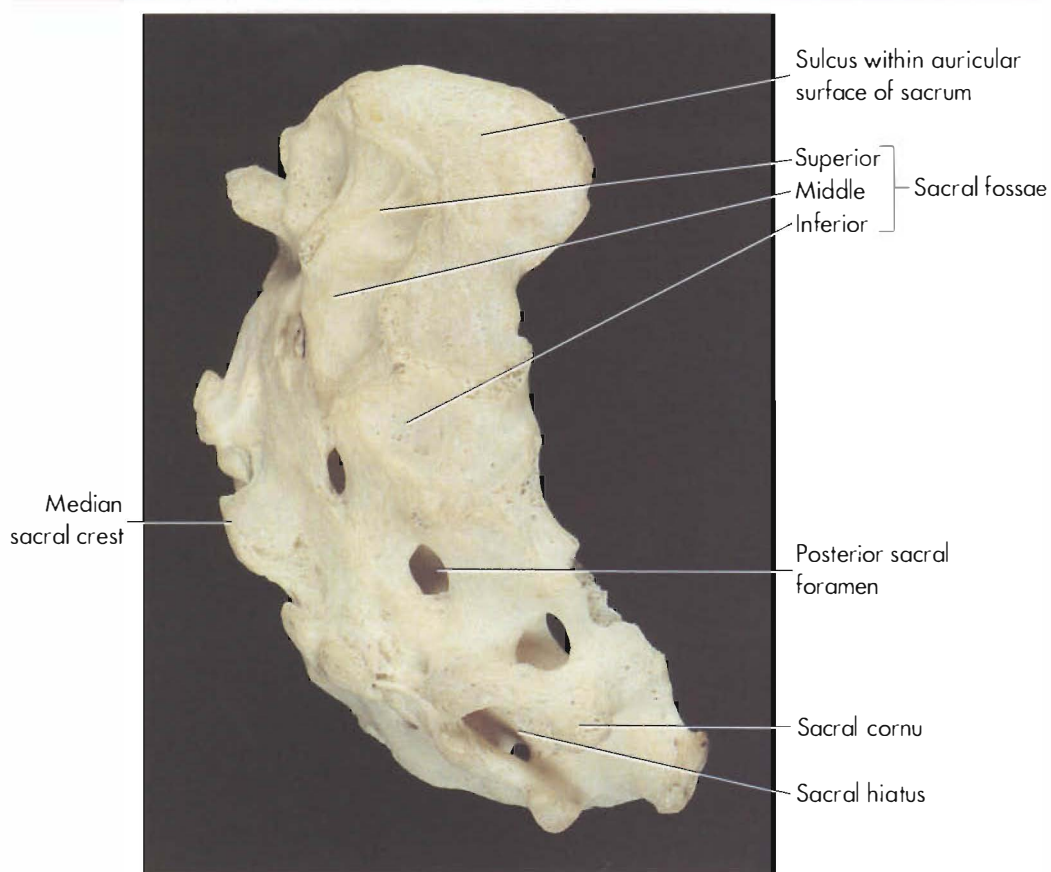 Sulcus within auricular
surface of sacrum
Superior
Middle
Inferior
Sacral fossae
Median
sacral crest
Posterior sacral
foramen
Sacral cornu
Sacral hiatus